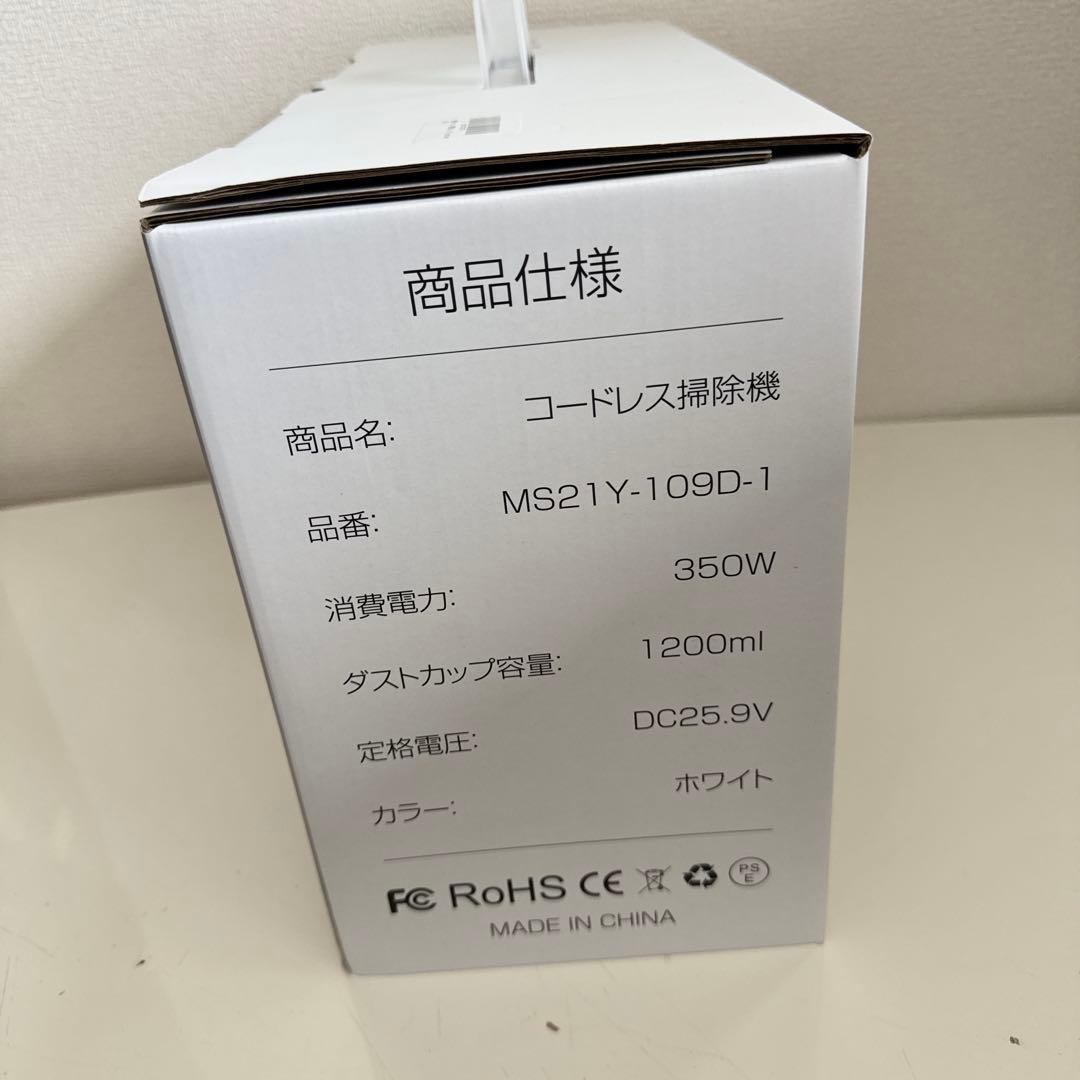 商品仕様
商品名: コードレス掃除機
品番: MS21Y-109D-1
消費電力: 350W
ダストカップ容量: 1200ml
定格電圧: DC25.9V
カラー: ホワイト
FC RoHS CE PSE
MADE IN CHINA